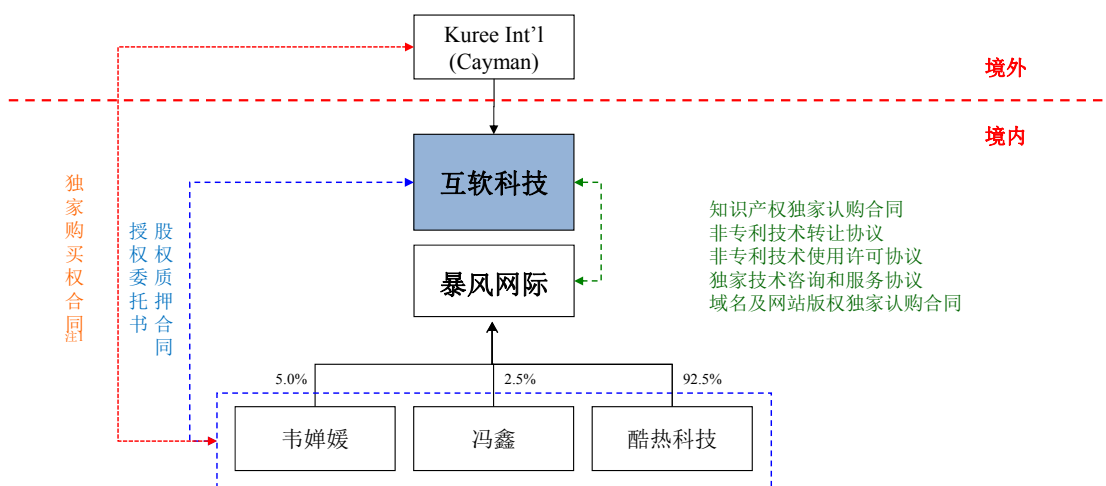 Kuree Int’l
(Cayman)
境外
境内
互软科技
独家购买权合同注1
授权委托书
股权质押合同
知识产权独家认购合同
非专利技术转让协议
非专利技术使用许可协议
独家技术咨询和服务协议
域名及网站版权独家认购合同
暴风网际
5.0%
2.5%
92.5%
韦婵媛
冯鑫
酷热科技